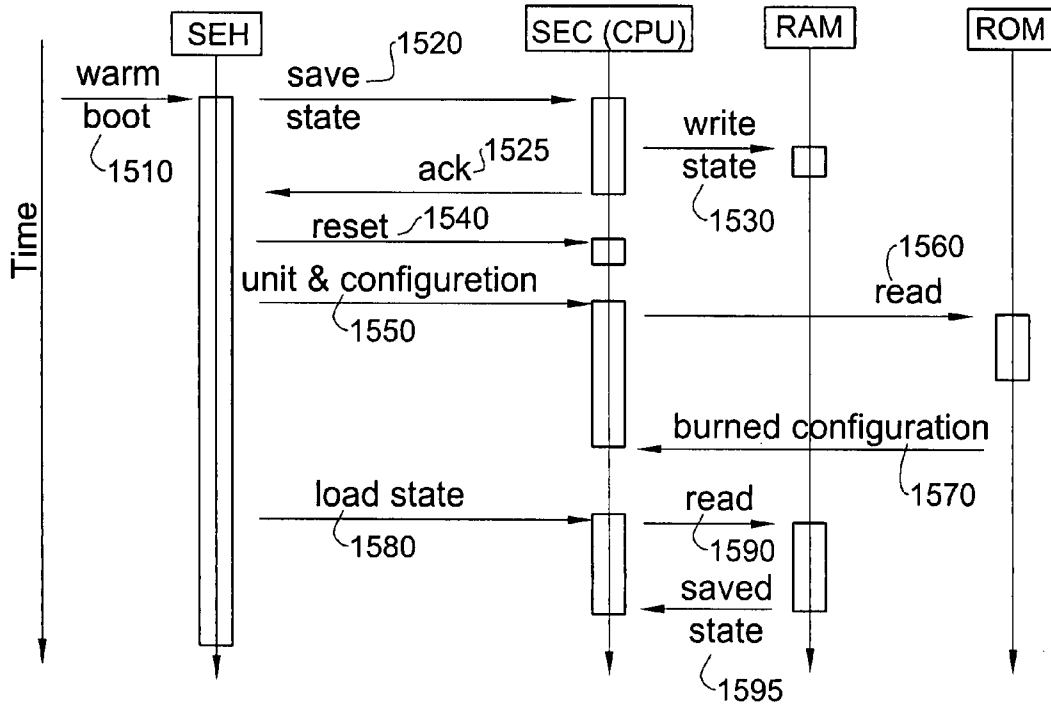 SEH
SEC (CPU)
RAM
ROM
Time
warm
boot
1510
save
state
1520
write
state
1530
ack
1525
reset
1540
unit & configuretion
1550
read
1560
burned configuration
1570
load state
1580
read
1590
saved
state
1595